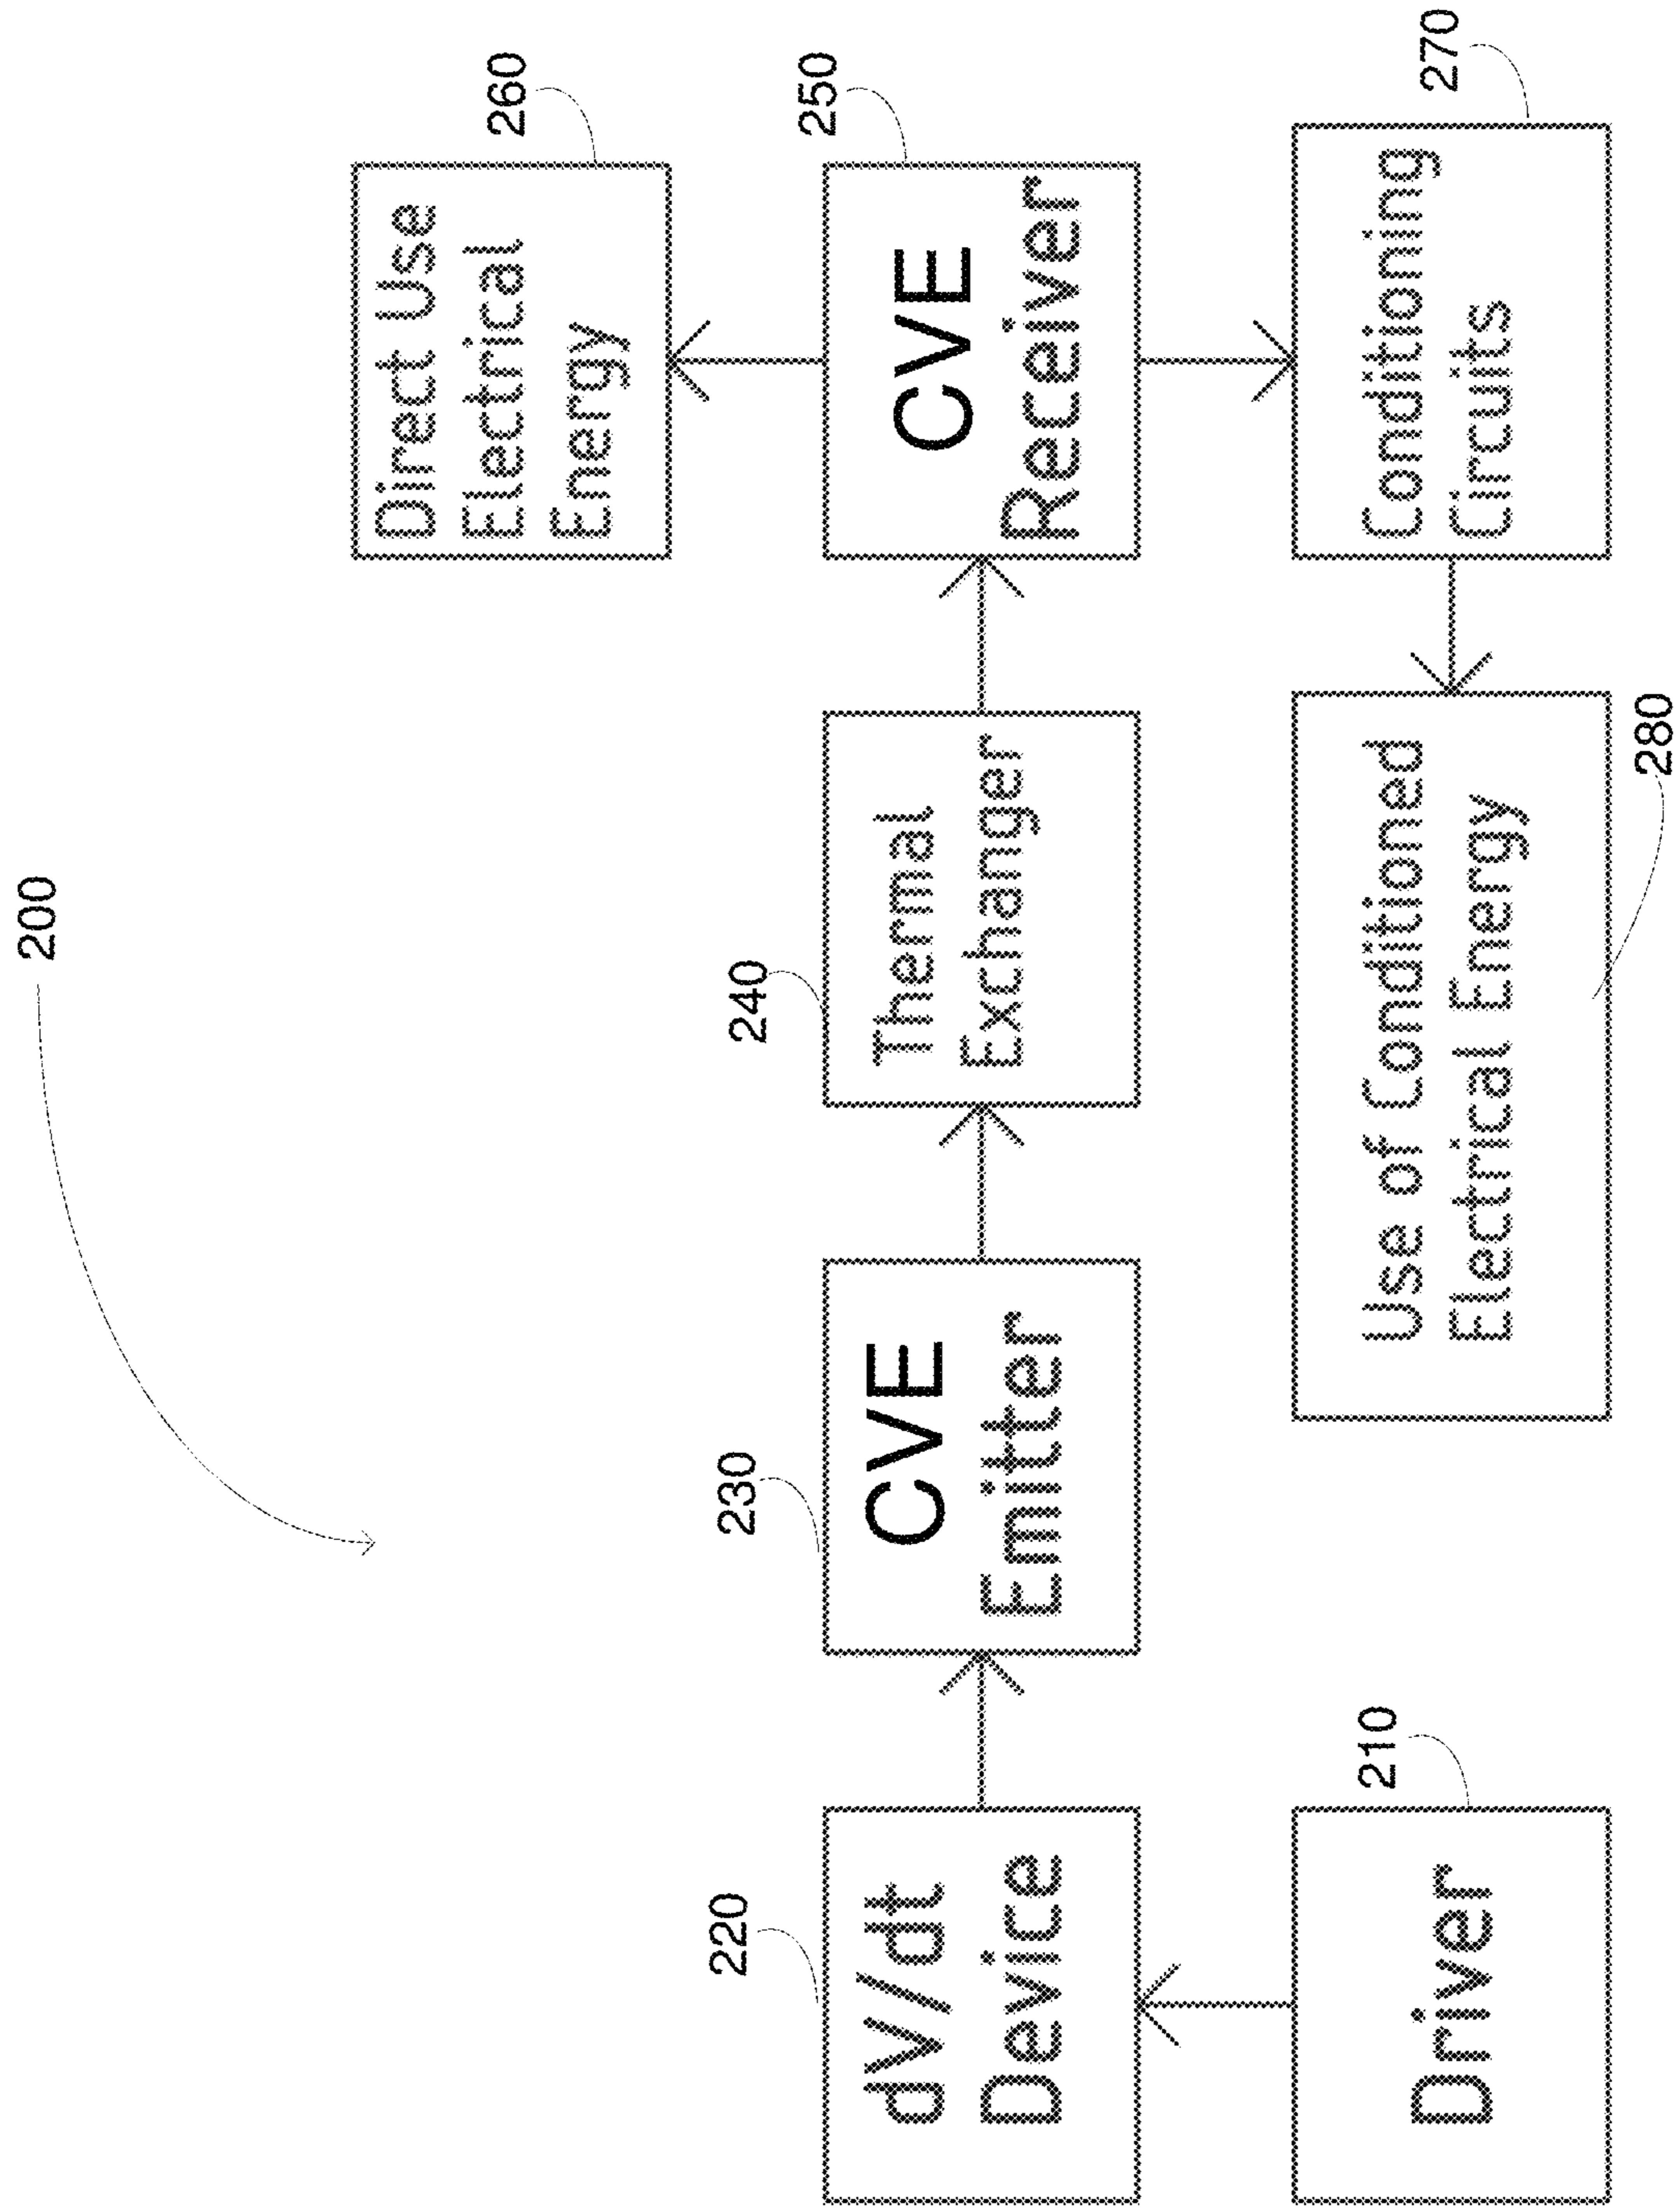 200
260
Direct Use
Electrical
Energy
220
dV/dt
Device
230
CVE
Emitter
240
Thermal
Exchanger
250
CVE
Receiver
210
Driver
Use of Conditioned
Electrical Energy
280
Conditioning
Circuits
270